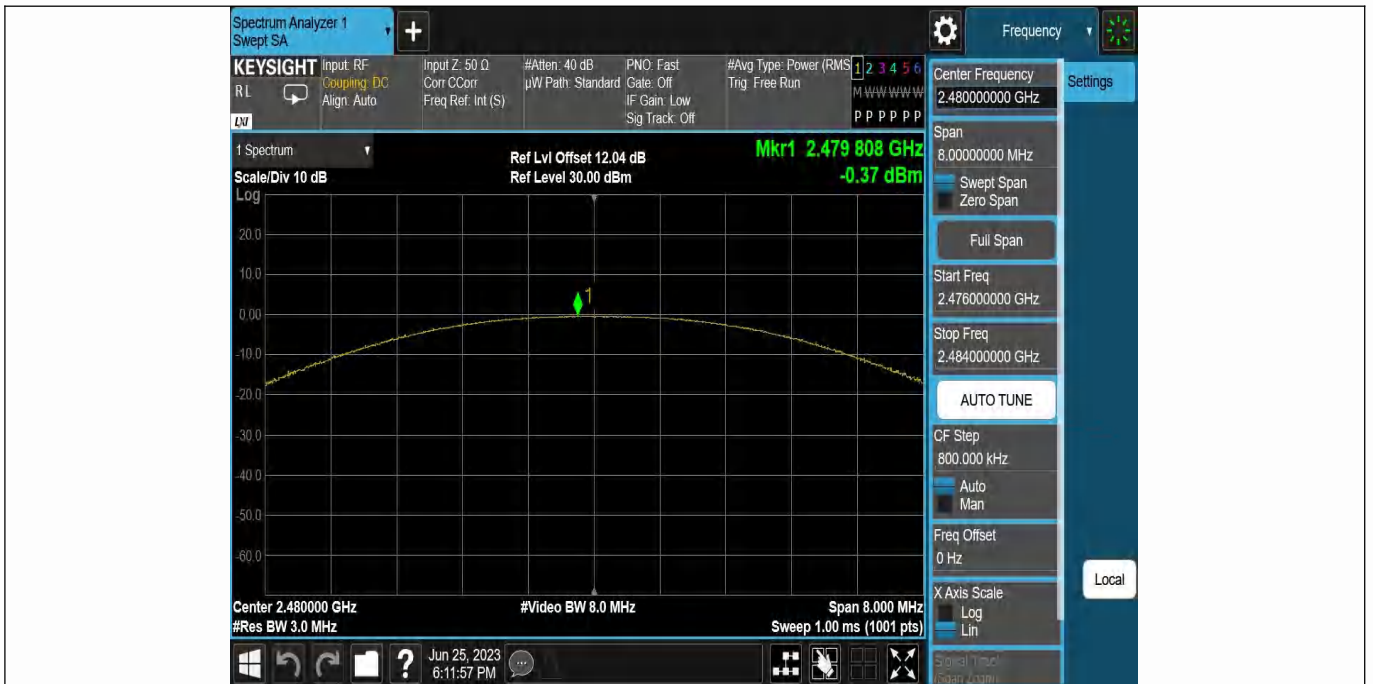 Spectrum Analyzer 1
Swept SA
+
Frequency
KEYSIGHT
RL
LXI
Input: RF
Coupling: DC
Align: Auto
Input Z: 50 Ω
Corr CCorr
Freq Ref: Int (S)
#Atten: 40 dB
µW Path: Standard
PNO: Fast
Gate: Off
IF Gain: Low
Sig Track: Off
#Avg Type: Power (RMS
Trig: Free Run
1 2 3 4 5 6
M W W W W W
P P P P P P
1 Spectrum
Scale/Div 10 dB
Log
Ref Lvl Offset 12.04 dB
Ref Level 30.00 dBm
Mkr1 2.479 808 GHz
-0.37 dBm
20.0
10.0
0.00
-10.0
-20.0
-30.0
-40.0
-50.0
-60.0
1
Center 2.480000 GHz
#Res BW 3.0 MHz
#Video BW 8.0 MHz
Span 8.000 MHz
Sweep 1.00 ms (1001 pts)
Center Frequency
2.480000000 GHz
Settings
Span
8.00000000 MHz
Swept Span
Zero Span
Full Span
Start Freq
2.476000000 GHz
Stop Freq
2.484000000 GHz
AUTO TUNE
CF Step
800.000 kHz
Auto
Man
Freq Offset
0 Hz
X Axis Scale
Log
Lin
Signal Track
(Span Zoom)
Local
?
Jun 25, 2023
6:11:57 PM